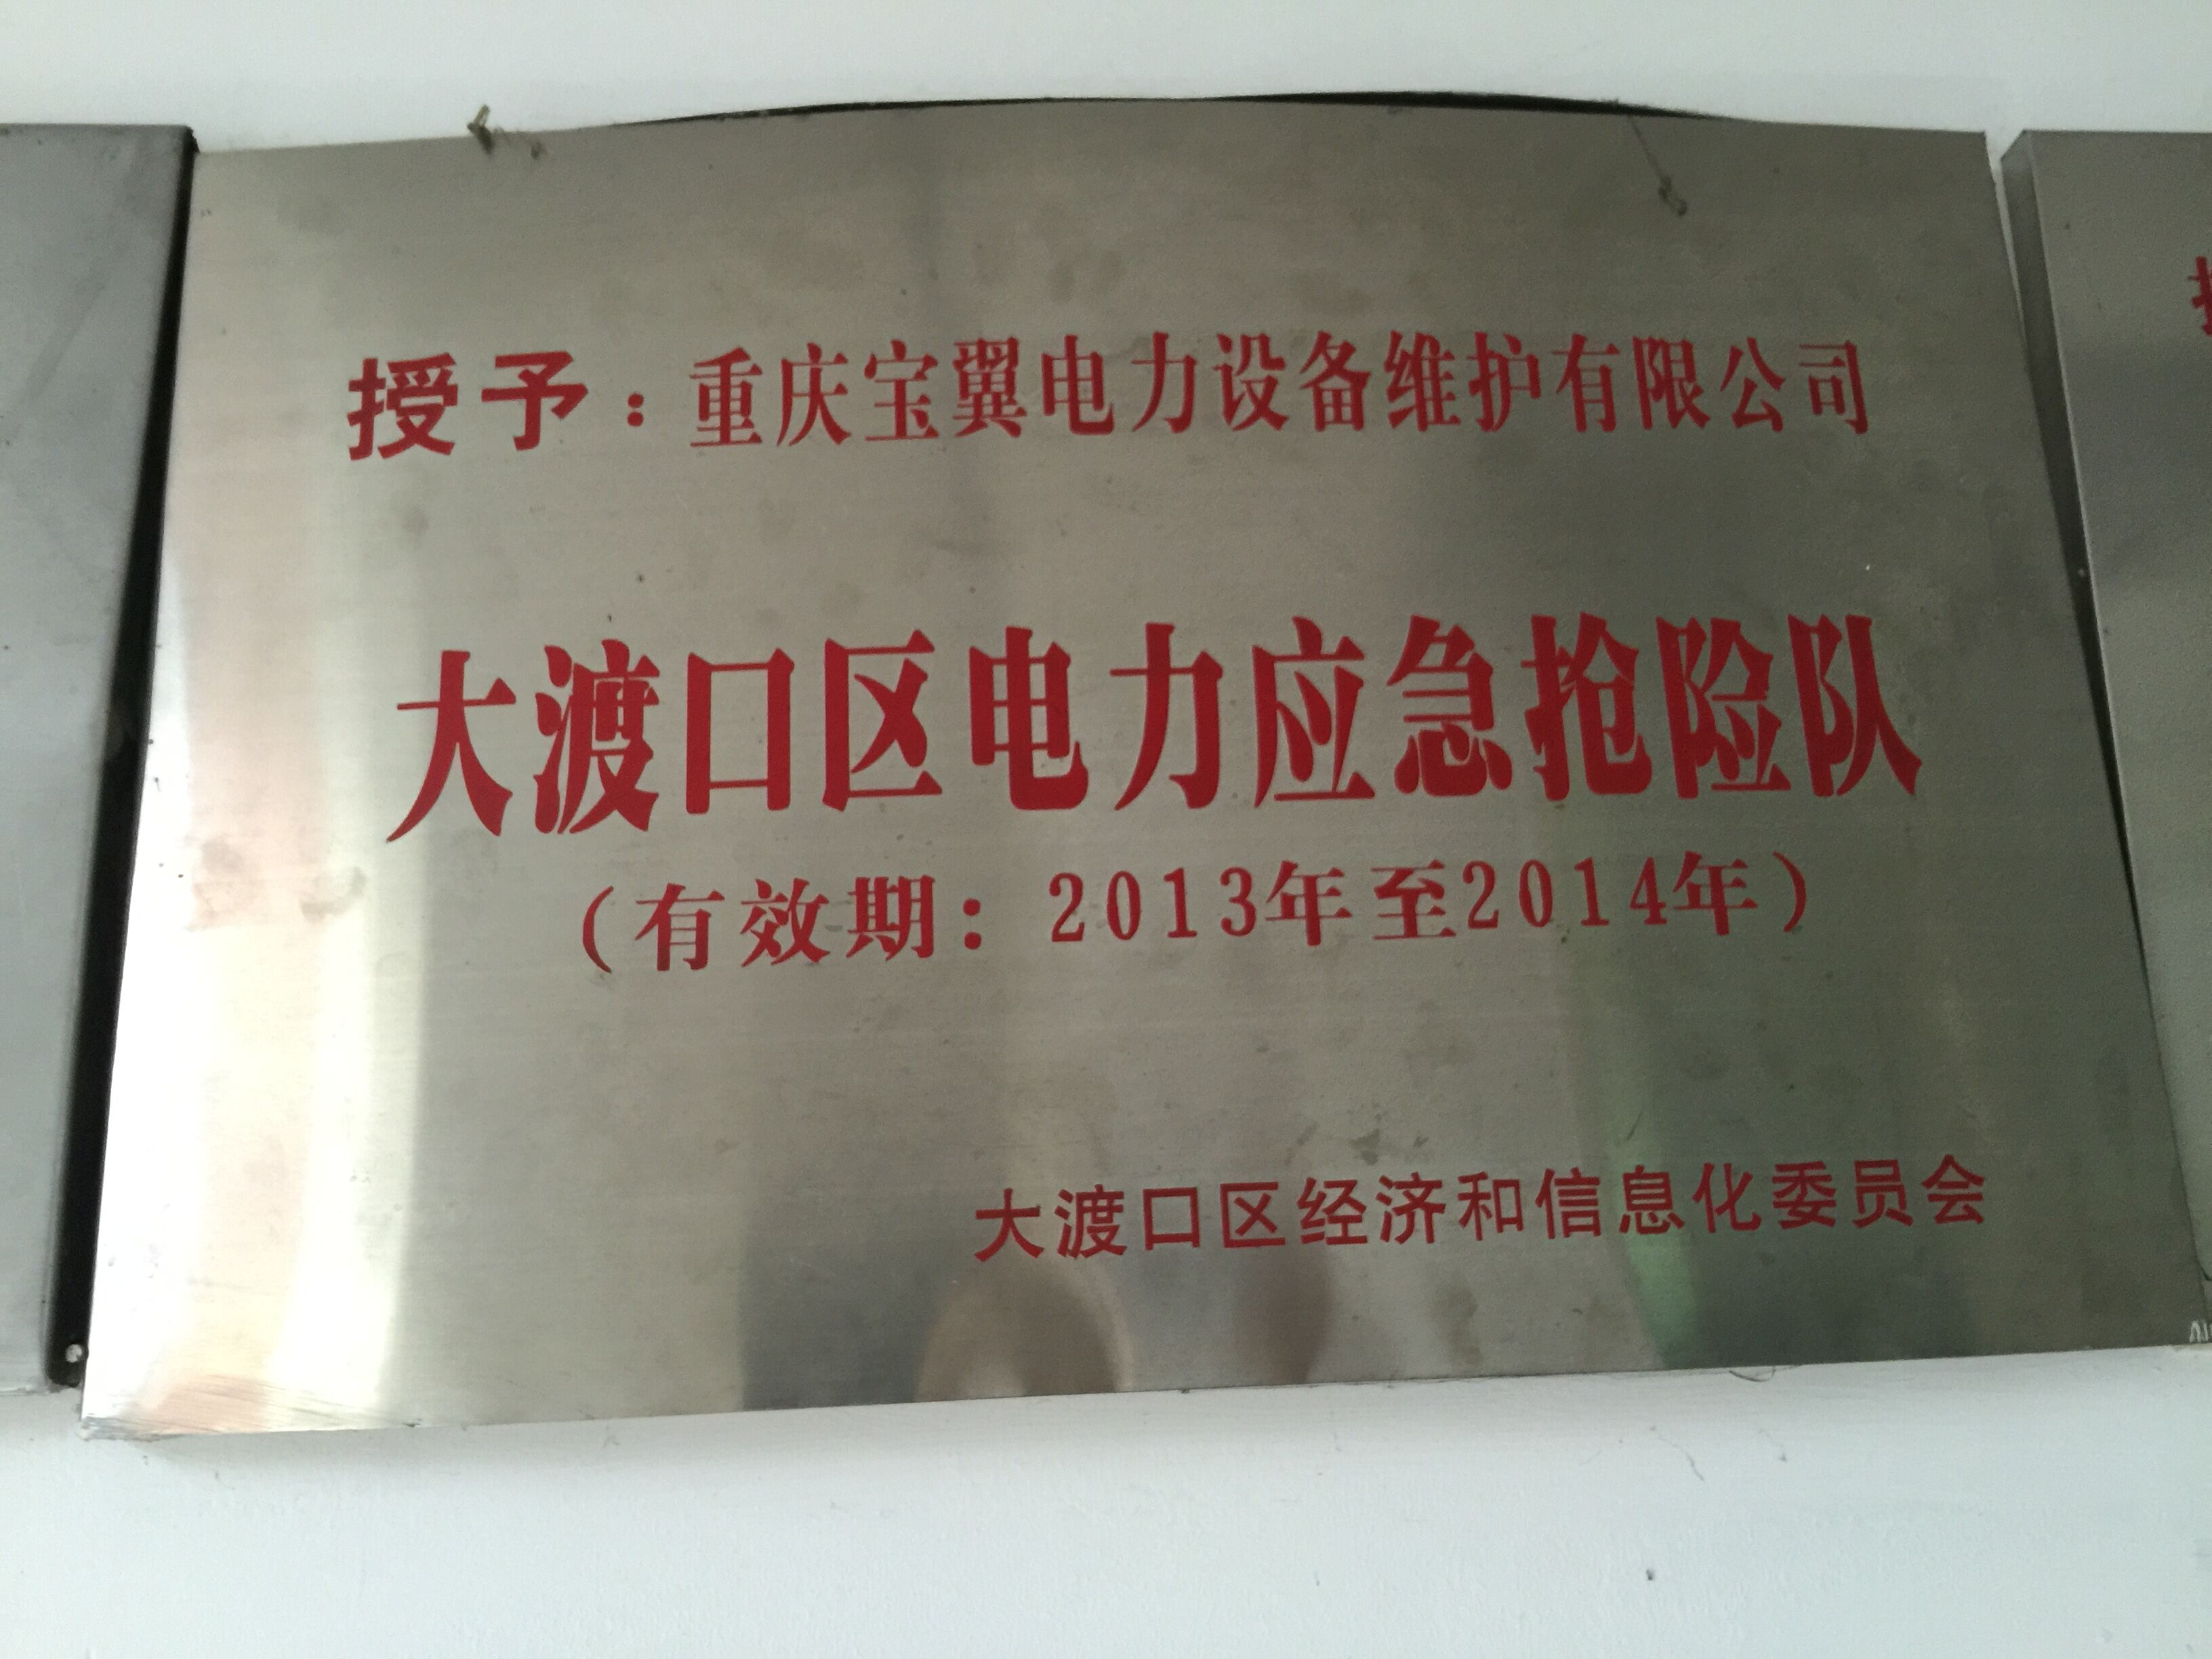 授予：重庆宝翼电力设备维护有限公司
大渡口区电力应急抢险队
（有效期：2013年至2014年）
大渡口区经济和信息化委员会